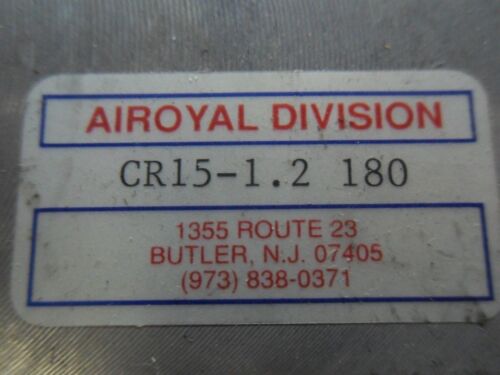 AIROYAL DIVISION
CR15-1.2 180
1355 ROUTE 23
BUTLER, N.J. 07405
(973) 838-0371